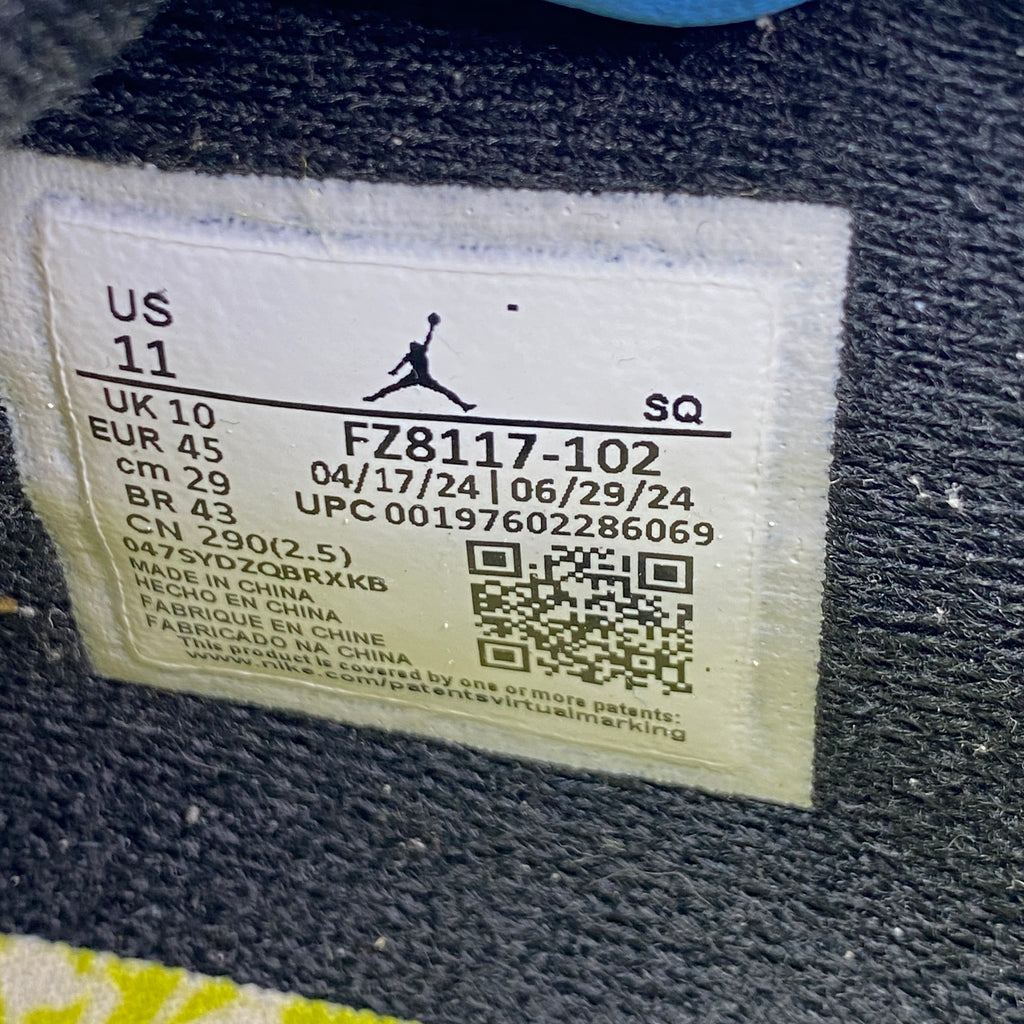 US
11
SQ
UK 10
EUR 45
cm 29
BR 43
CN 290(2.5)
FZ8117-102
04/17/24 | 06/29/24
UPC 00197602286069
047SYDZQBRXKB
MADE IN CHINA
HECHO EN CHINA
FABRIQUE EN CHINE
FABRICADO NA CHINA
This product is covered by one or more patents:
www.nike.com/patentsvirtualmarking